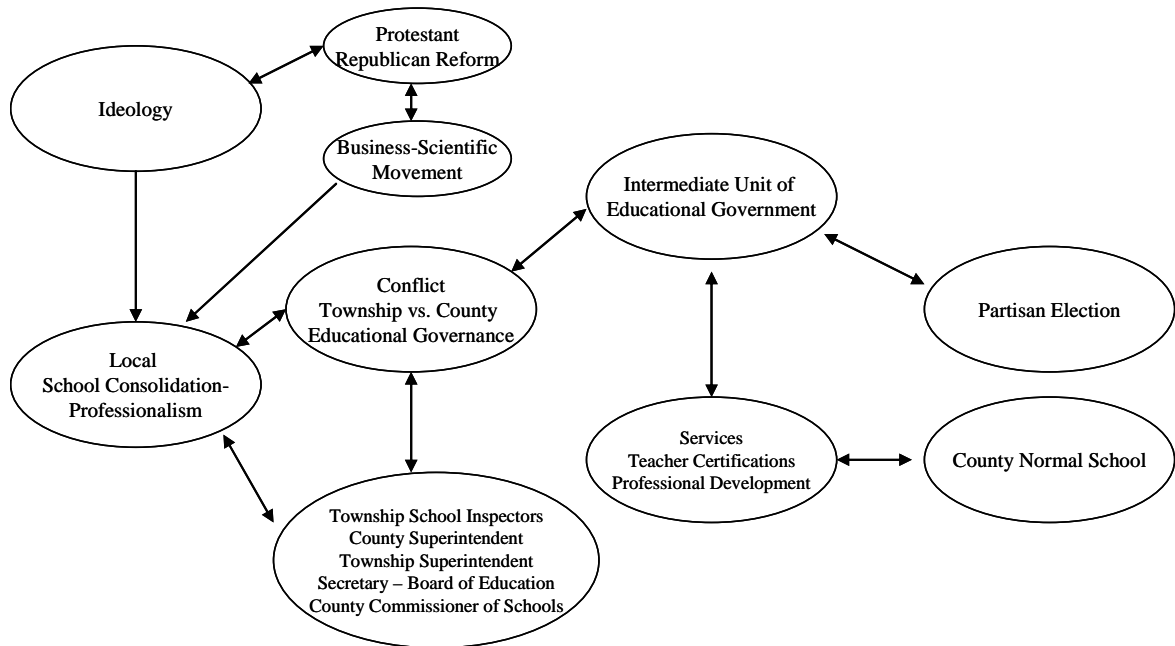 Protestant
Republican Reform
Ideology
Business-Scientific
Movement
Intermediate Unit of
Educational Government
Conflict
Township vs. County
Educational Governance
Partisan Election
Local
School Consolidation-
Professionalism
Services
Teacher Certifications
Professional Development
County Normal School
Township School Inspectors
County Superintendent
Township Superintendent
Secretary – Board of Education
County Commissioner of Schools